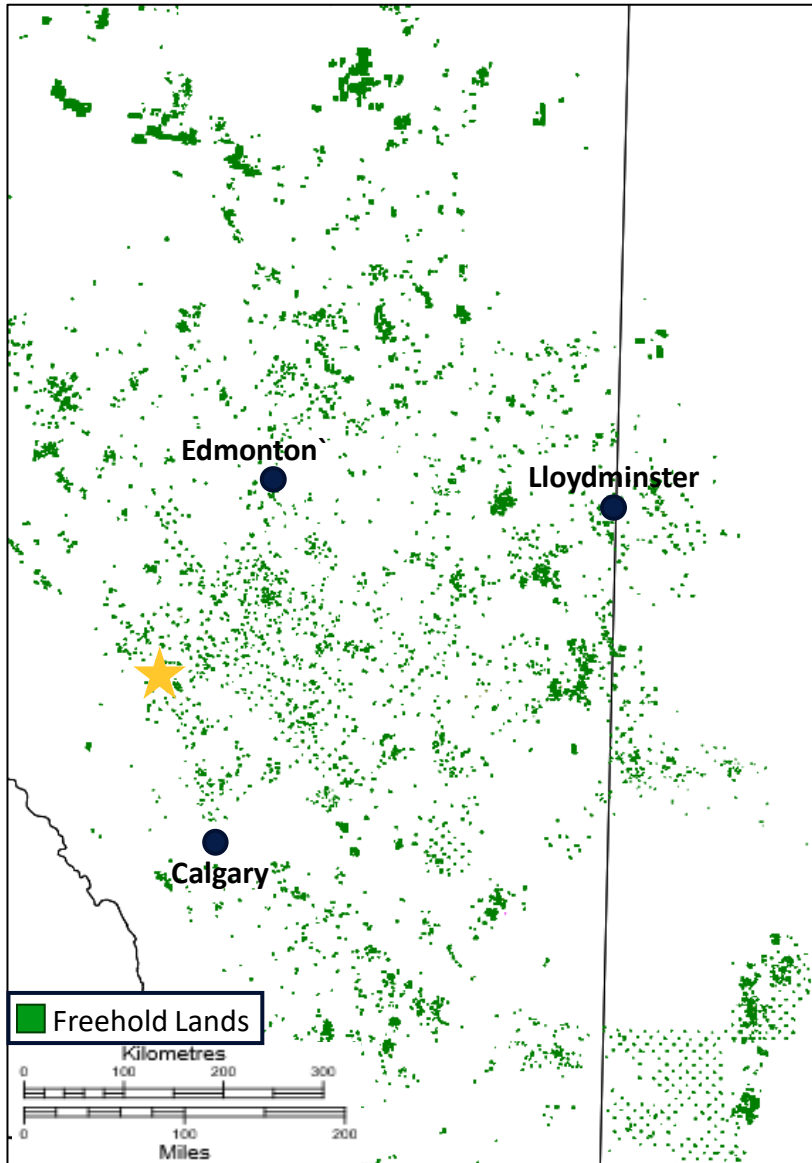 Edmonton`
Lloydminster
Calgary
Freehold Lands
Kilometres
0 100 200 300
0 100 200
Miles